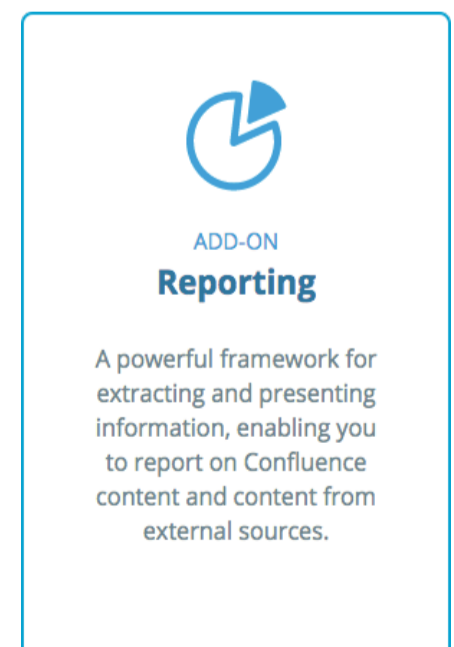 ADD-ON
Reporting
A powerful framework for
extracting and presenting
information, enabling you
to report on Confluence
content and content from
external sources.